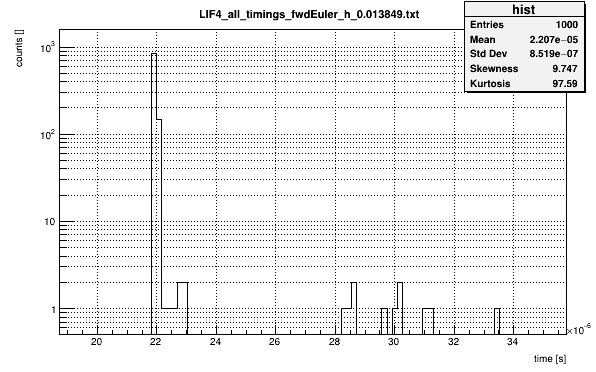 LIF4_all_timings_fwdEuler_h_0.013849.txt
hist
Entries 1000
Mean 2.207e−05
Std Dev 8.519e−07
Skewness 9.747
Kurtosis 97.59
counts []
10³
10²
10
1
20 22 24 26 28 30 32 34
×10⁻⁶
time [s]